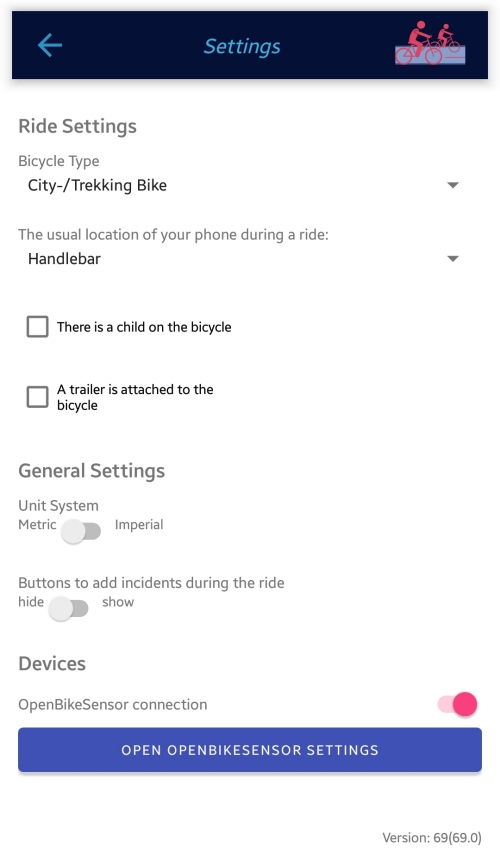 Settings
Ride Settings
Bicycle Type
City-/Trekking Bike
The usual location of your phone during a ride:
Handlebar
There is a child on the bicycle
A trailer is attached to the
bicycle
General Settings
Unit System
Metric Imperial
Buttons to add incidents during the ride
hide show
Devices
OpenBikeSensor connection
OPEN OPENBIKESENSOR SETTINGS
Version: 69(69.0)